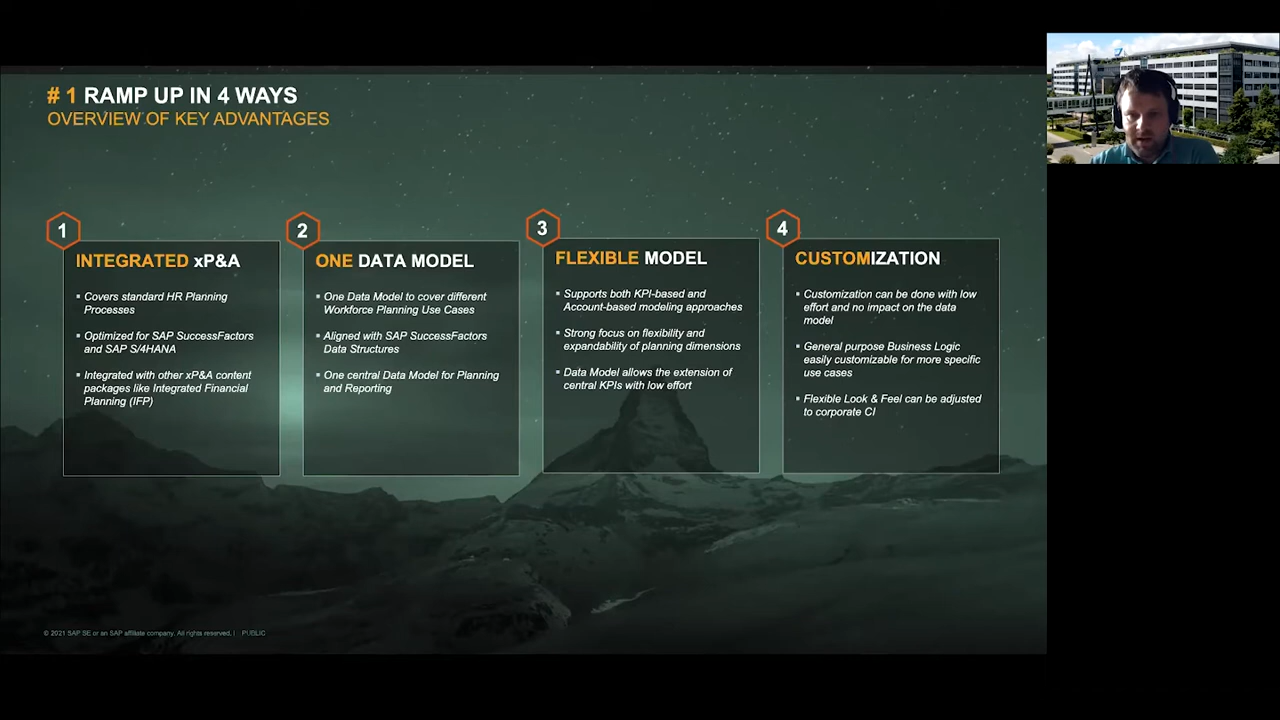 # 1 RAMP UP IN 4 WAYS
OVERVIEW OF KEY ADVANTAGES
1
INTEGRATED xP&A
▪ Covers standard HR Planning
Processes
▪ Optimized for SAP SuccessFactors
and SAP S/4HANA
▪ Integrated with other xP&A content
packages like Integrated Financial
Planning (IFP)
2
ONE DATA MODEL
▪ One Data Model to cover different
Workforce Planning Use Cases
▪ Aligned with SAP SuccessFactors
Data Structures
▪ One central Data Model for Planning
and Reporting
3
FLEXIBLE MODEL
▪ Supports both KPI-based and
Account-based modeling approaches
▪ Strong focus on flexibility and
expandability of planning dimensions
▪ Data Model allows the extension of
central KPIs with low effort
4
CUSTOMIZATION
▪ Customization can be done with low
effort and no impact on the data
model
▪ General purpose Business Logic
easily customizable for more specific
use cases
▪ Flexible Look & Feel can be adjusted
to corporate CI
© 2021 SAP SE or an SAP affiliate company. All rights reserved. | PUBLIC